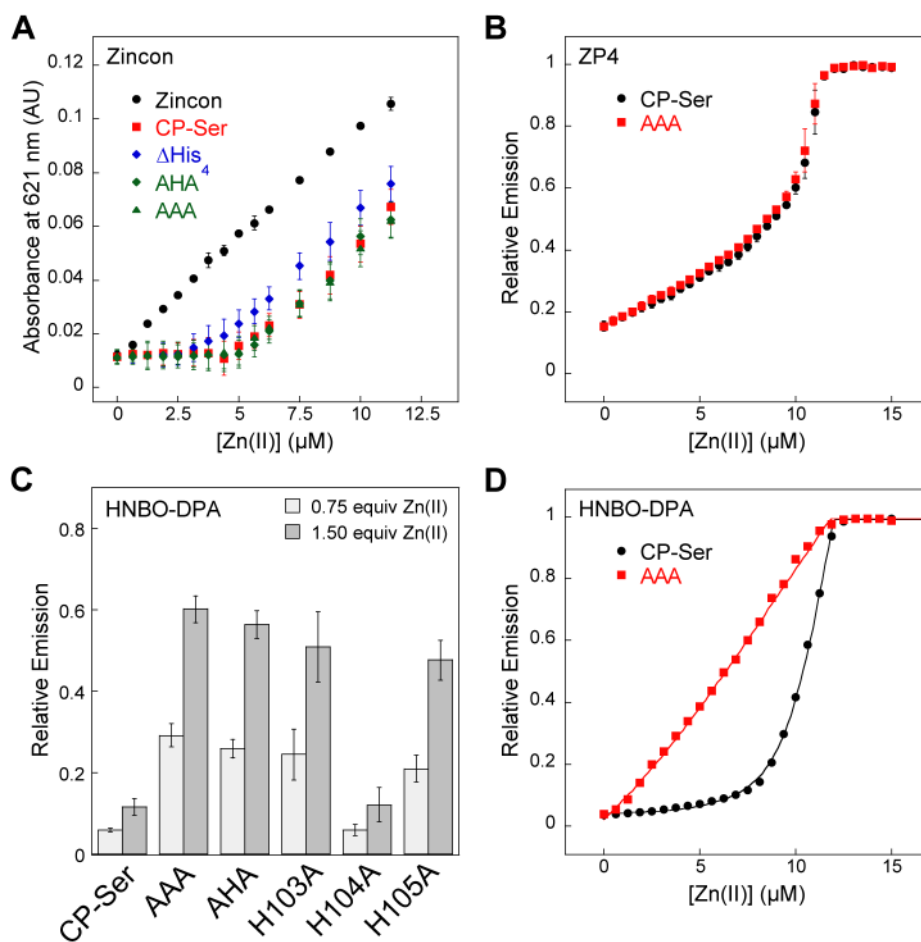 A
Zincon
Zincon
CP-Ser
ΔHis4
AHA
AAA
0.12
0.1
0.08
0.06
0.04
0.02
0
Absorbance at 621 nm (AU)
0 2.5 5 7.5 10 12.5
[Zn(II)] (µM)
B
ZP4
CP-Ser
AAA
1
0.8
0.6
0.4
0.2
0
Relative Emission
0 5 10 15
[Zn(II)] (µM)
C
HNBO-DPA
0.75 equiv Zn(II)
1.50 equiv Zn(II)
0.8
0.6
0.4
0.2
0
Relative Emission
CP-Ser
AAA
AHA
H103A
H104A
H105A
D
HNBO-DPA
CP-Ser
AAA
1
0.8
0.6
0.4
0.2
0
Relative Emission
0 5 10 15
[Zn(II)] (µM)